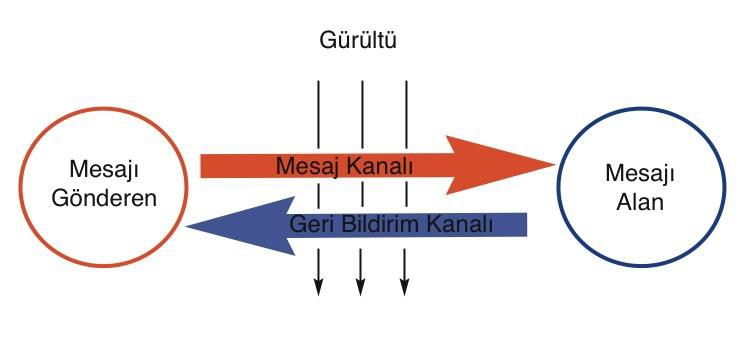 Gürültü
Mesajı
Gönderen
Mesaj Kanalı
Geri Bildirim Kanalı
Mesajı
Alan